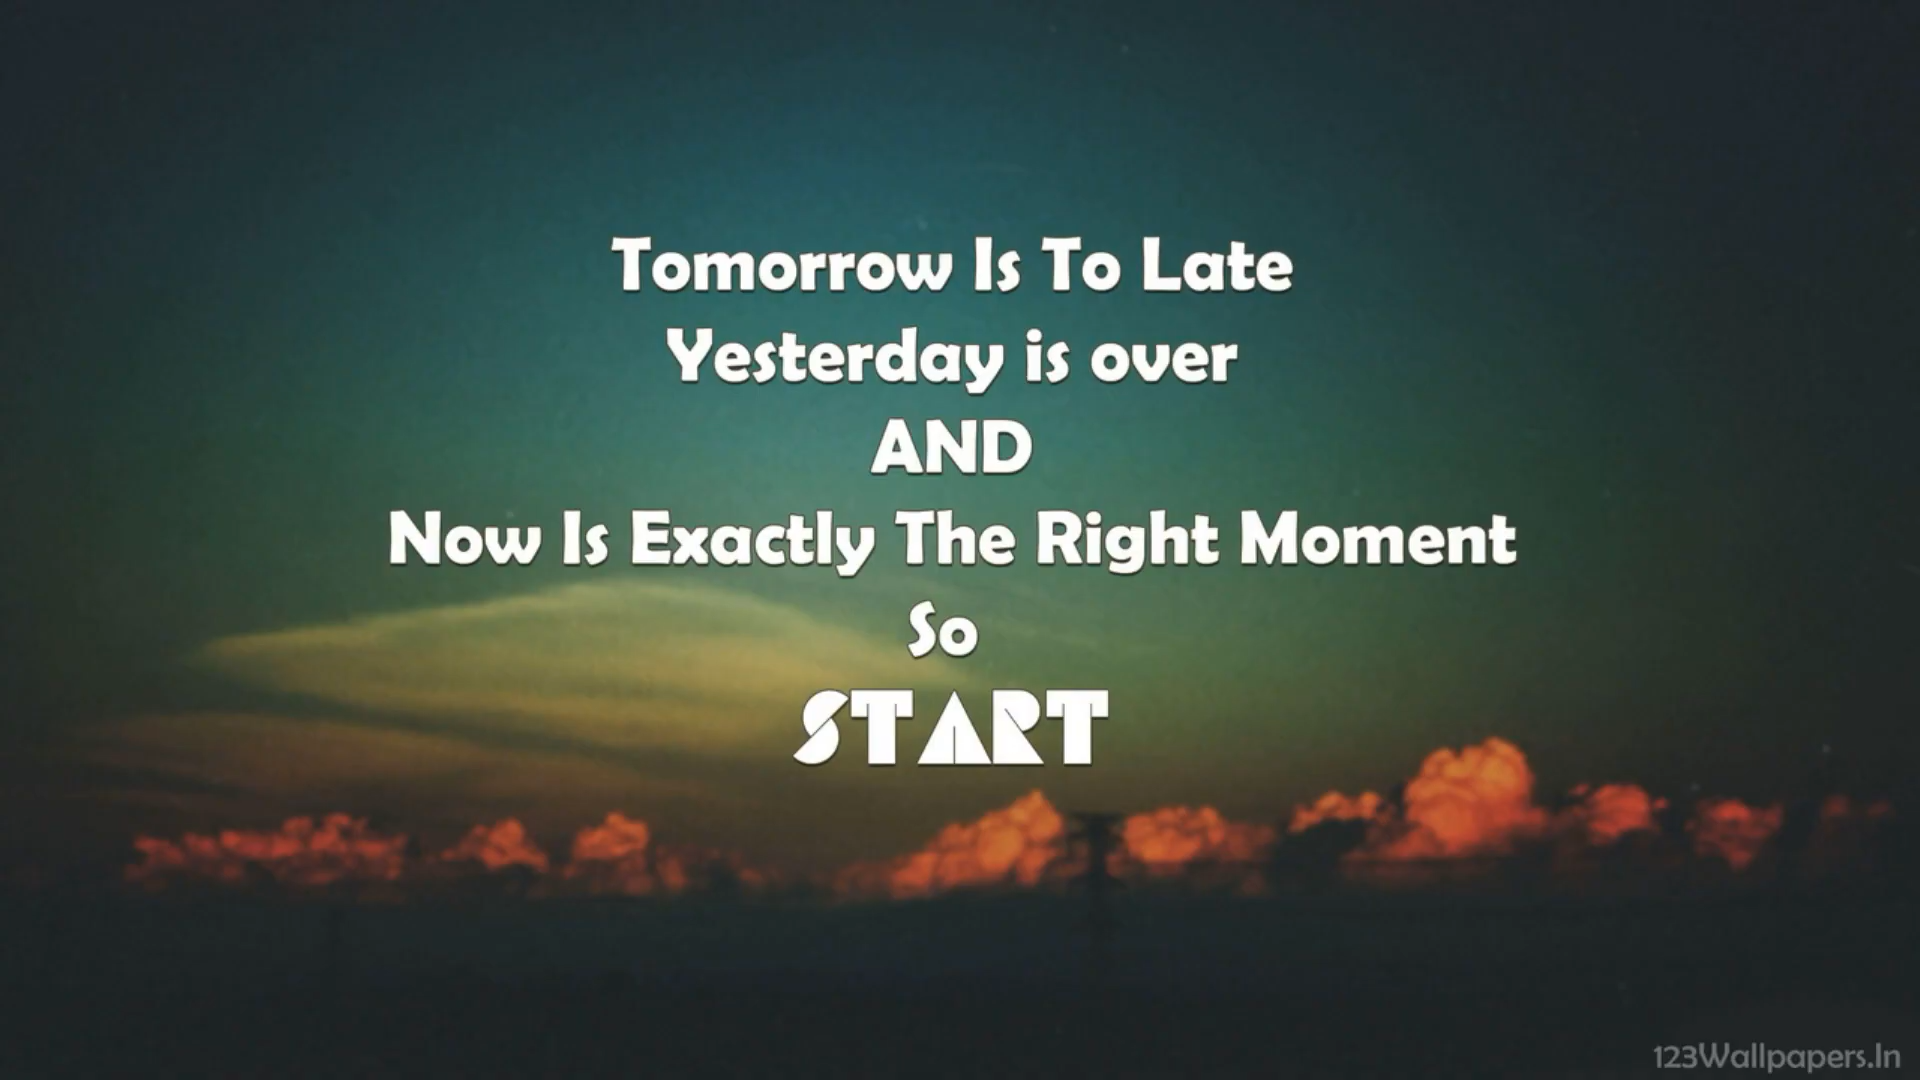 Tomorrow Is To Late
Yesterday is over
AND
Now Is Exactly The Right Moment
So
START
123Wallpapers.In